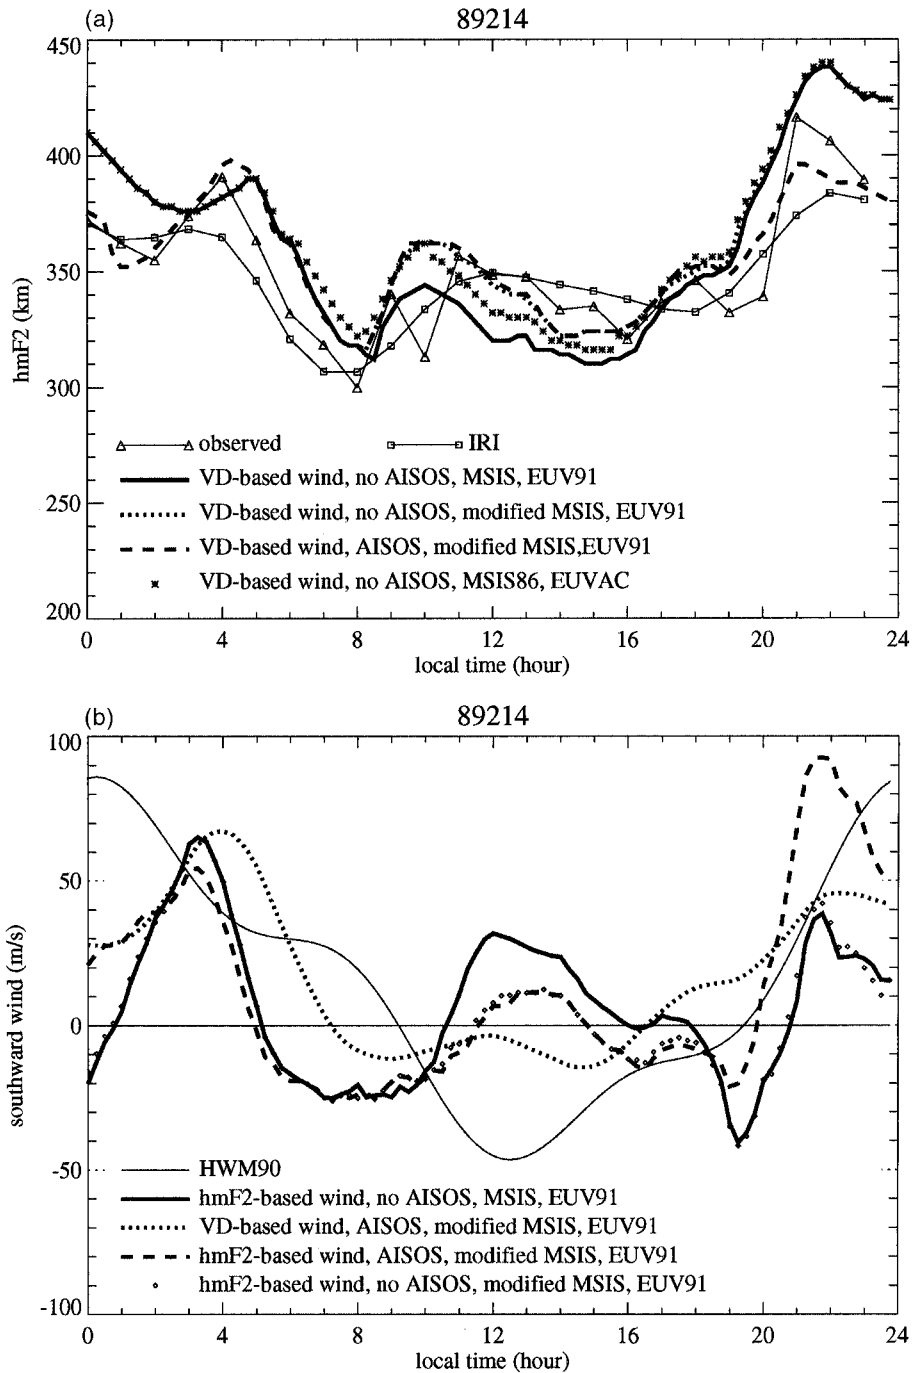 (a)
89214
450
400
350
300
250
200
hmF2 (km)
observed
IRI
VD-based wind, no AISOS, MSIS, EUV91
VD-based wind, no AISOS, modified MSIS, EUV91
VD-based wind, AISOS, modified MSIS,EUV91
VD-based wind, no AISOS, MSIS86, EUVAC
0 4 8 12 16 20 24
local time (hour)
(b)
89214
100
50
0
-50
-100
southward wind (m/s)
HWM90
hmF2-based wind, no AISOS, MSIS, EUV91
VD-based wind, AISOS, modified MSIS, EUV91
hmF2-based wind, AISOS, modified MSIS, EUV91
hmF2-based wind, no AISOS, modified MSIS, EUV91
0 4 8 12 16 20 24
local time (hour)